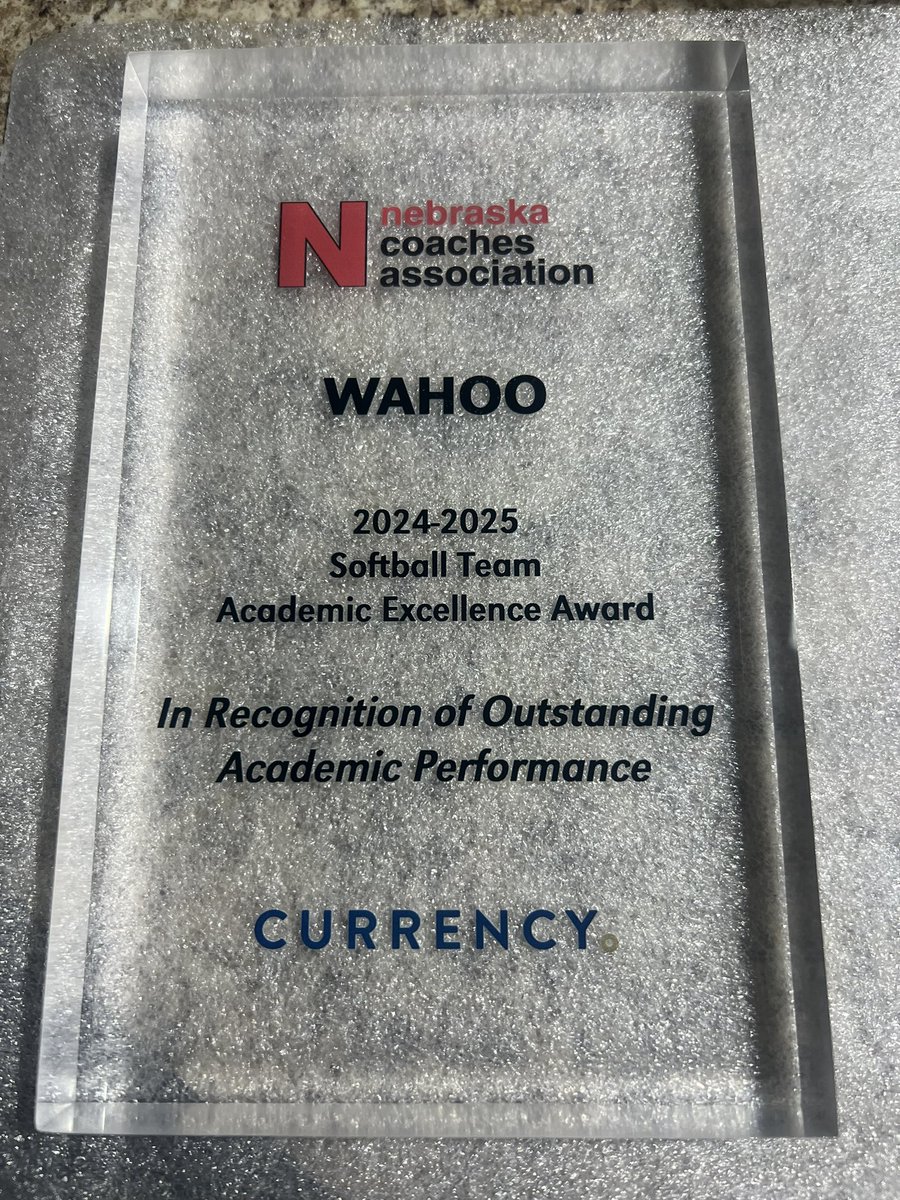 N nebraska
coaches
association
WAHOO
2024-2025
Softball Team
Academic Excellence Award
In Recognition of Outstanding
Academic Performance
CURRENCY.